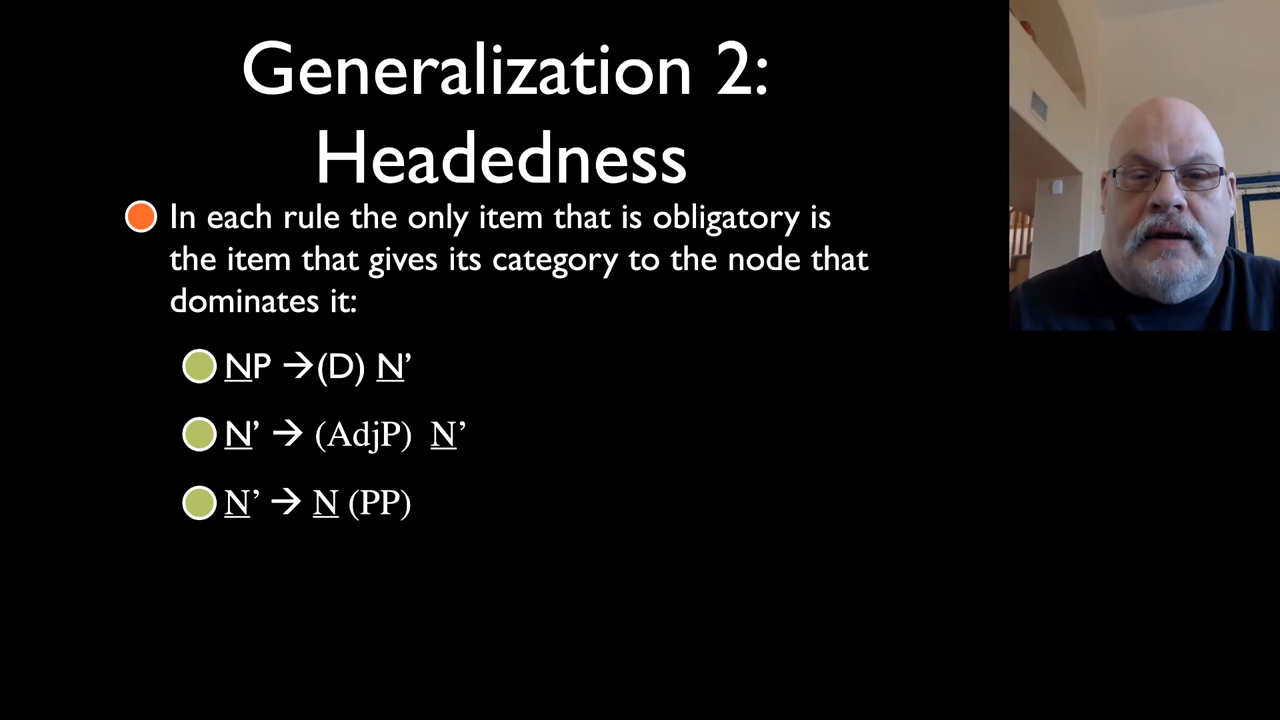 Generalization 2:
Headedness
In each rule the only item that is obligatory is
the item that gives its category to the node that
dominates it:
NP →(D) N’
N’ → (AdjP) N’
N’ → N (PP)